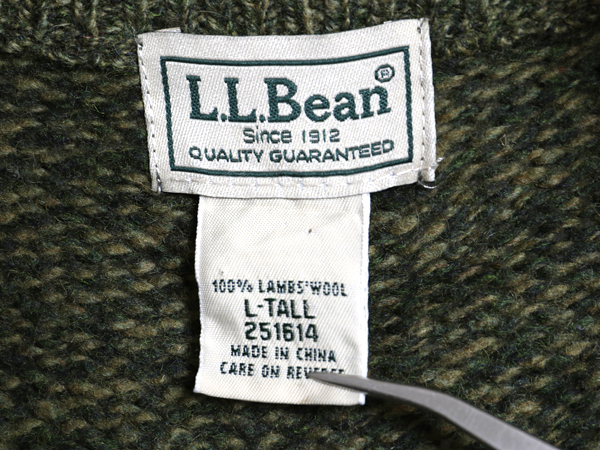 L.L.Bean®
Since 1912
QUALITY GUARANTEED
100% LAMBS' WOOL
L-TALL
251614
MADE IN CHINA
CARE ON REVERSE